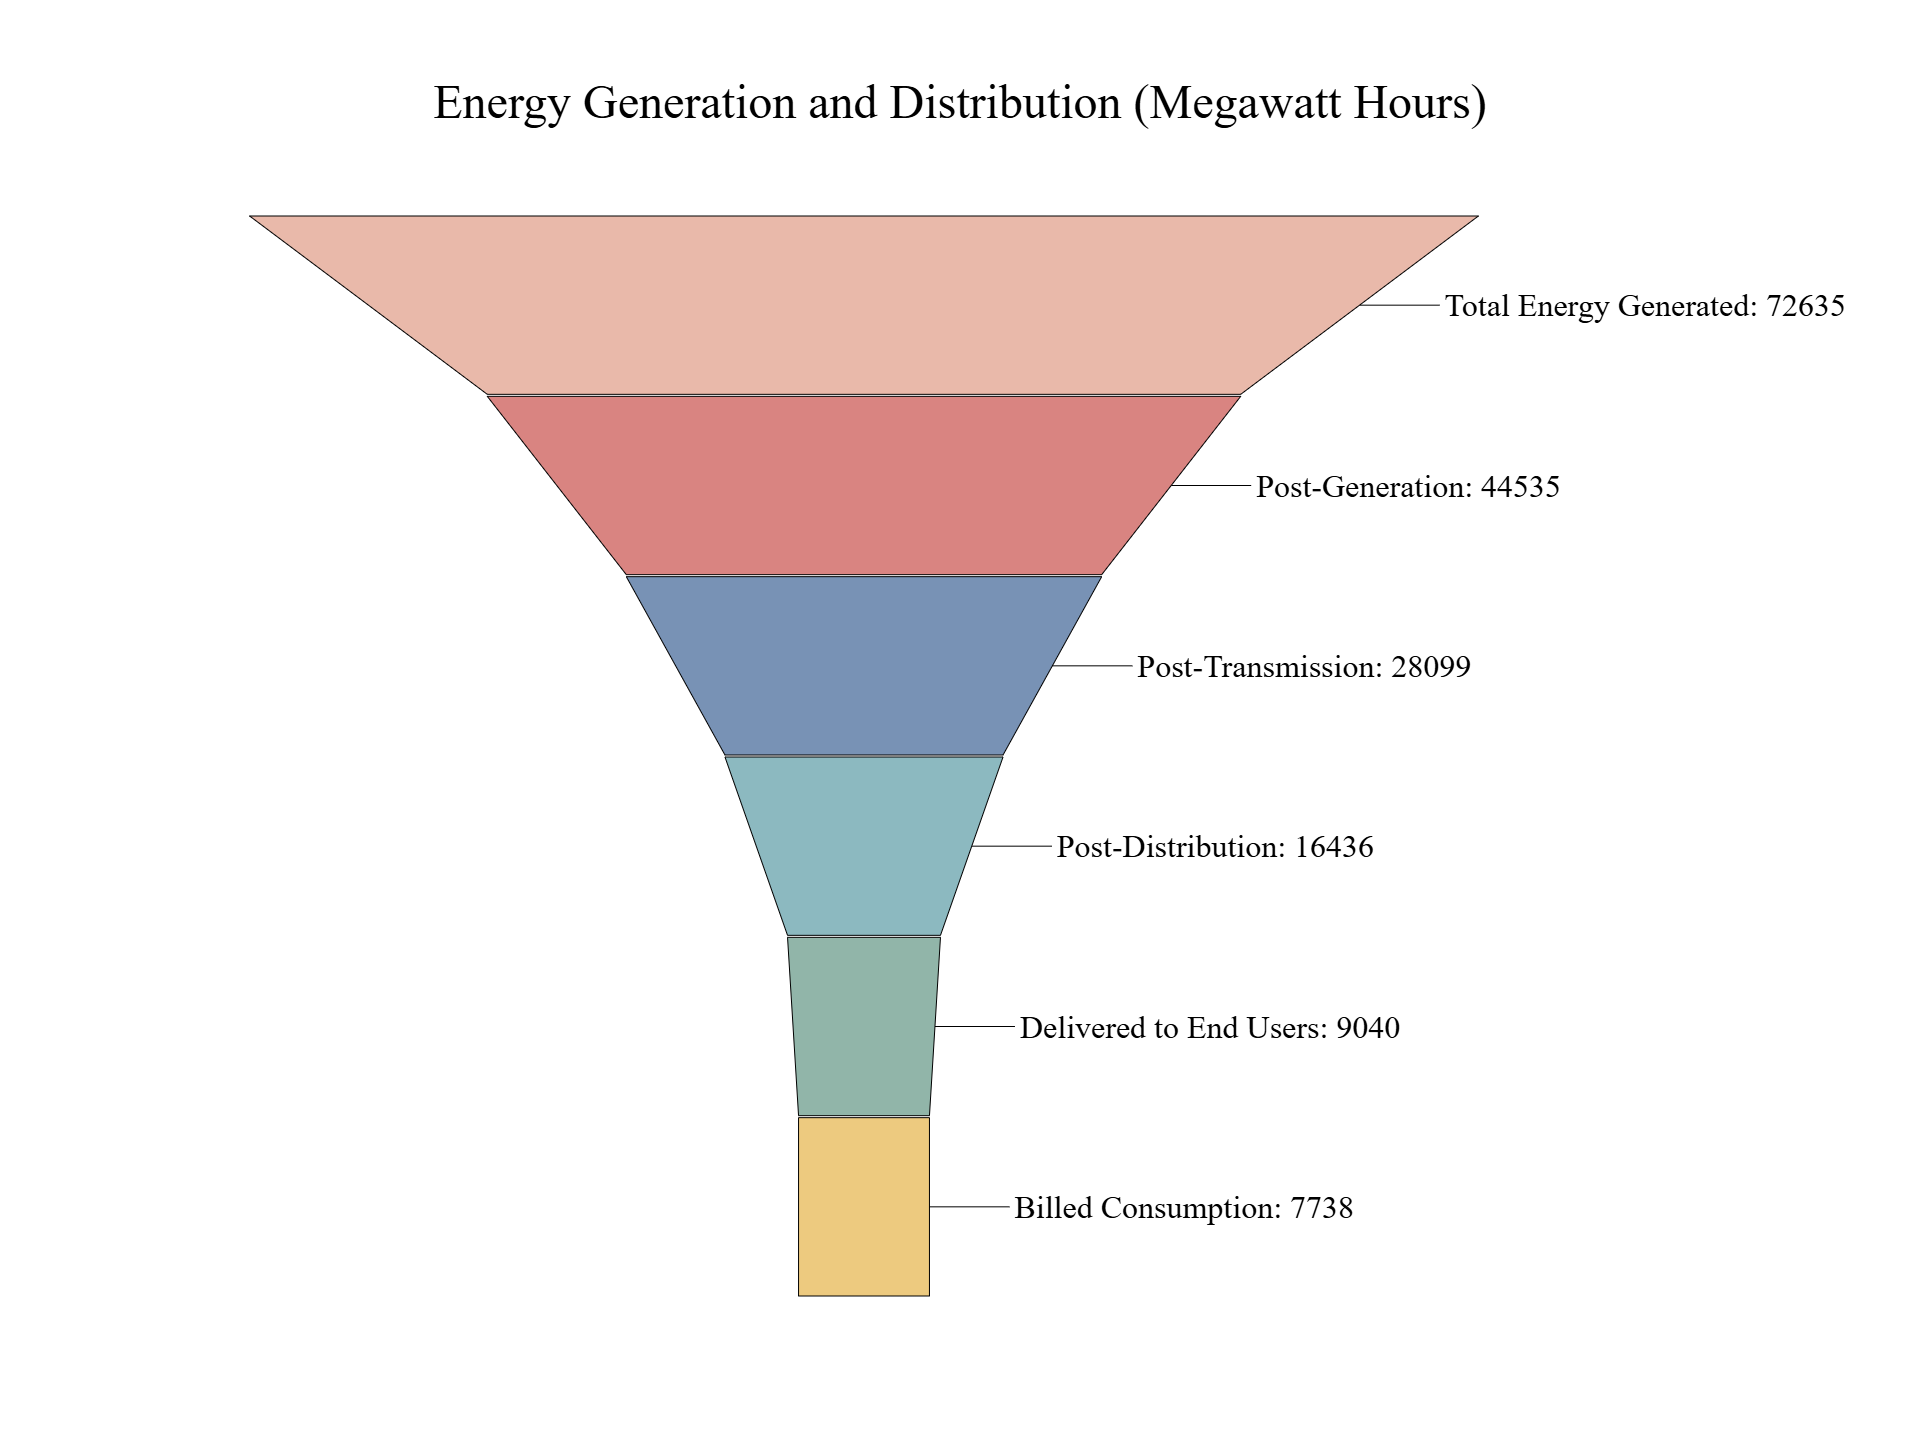 Energy Generation and Distribution (Megawatt Hours)
Total Energy Generated: 72635
Post-Generation: 44535
Post-Transmission: 28099
Post-Distribution: 16436
Delivered to End Users: 9040
Billed Consumption: 7738